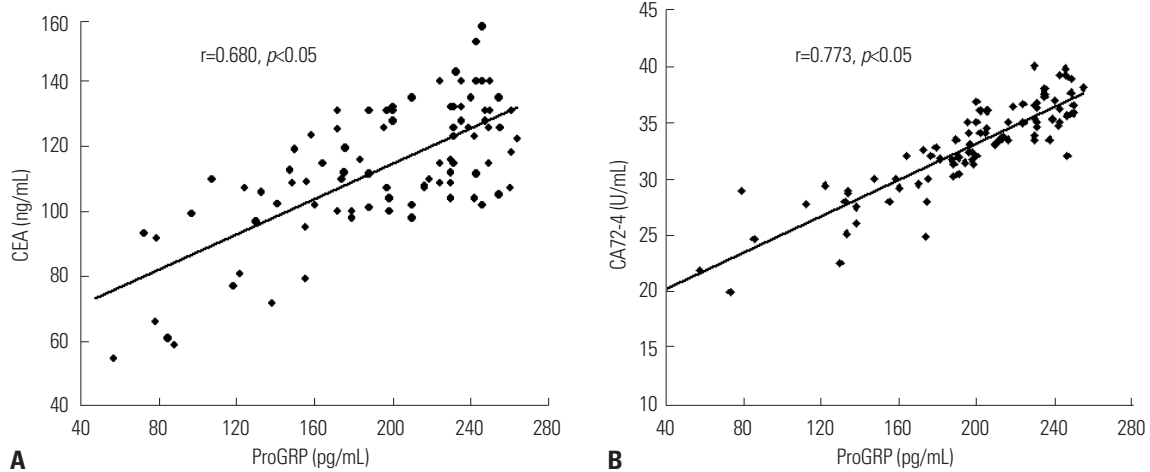 160
140
120
100
80
60
40
CEA (ng/mL)
r=0.680, p<0.05
40 80 120 160 200 240 280
ProGRP (pg/mL)
A
45
40
35
30
25
20
15
10
CA72-4 (U/mL)
r=0.773, p<0.05
40 80 120 160 200 240 280
ProGRP (pg/mL)
B